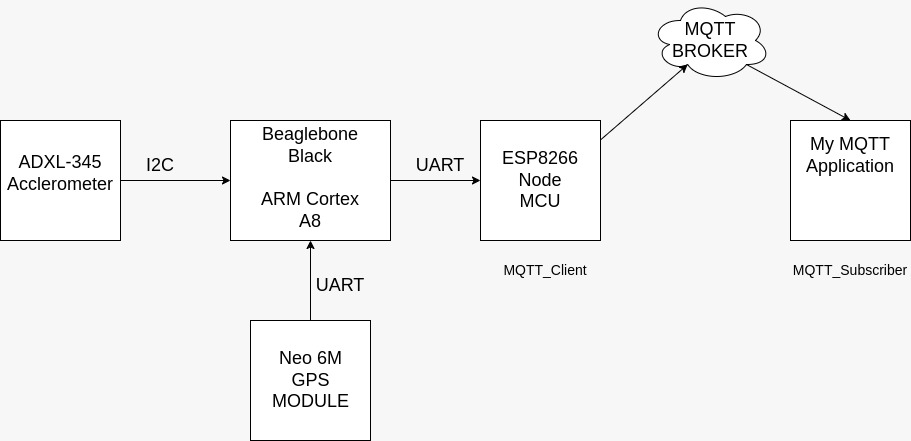 MQTT
BROKER
ADXL-345
Acclerometer
I2C
Beaglebone
Black
ARM Cortex
A8
UART
ESP8266
Node
MCU
My MQTT
Application
MQTT_Client
MQTT_Subscriber
UART
Neo 6M
GPS
MODULE